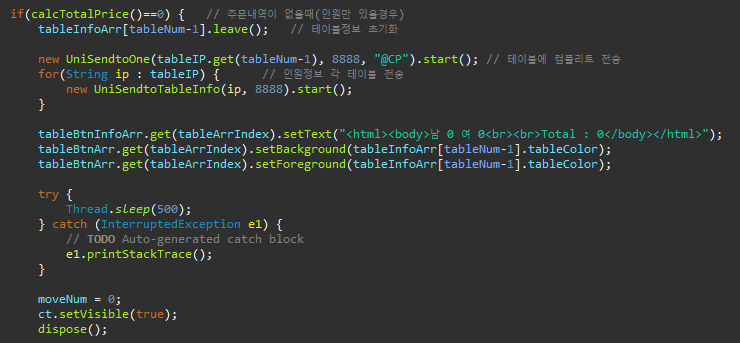 if(calcTotalPrice()==0) {   // 주문내역이 없을때(인원만 있을경우)
    tableInfoArr[tableNum-1].leave();   // 테이블정보 초기화
    new UniSendtoOne(tableIP.get(tableNum-1), 8888, "@CP").start(); // 테이블에 컴플리트 전송
    for(String ip : tableIP) {      // 인원정보 각 테이블 전송
        new UniSendtoTableInfo(ip, 8888).start();
    }
    tableBtnInfoArr.get(tableArrIndex).setText("<html><body>남 0 여 0<br><br>Total : 0</body></html>");
    tableBtnArr.get(tableArrIndex).setBackground(tableInfoArr[tableNum-1].tableColor);
    tableBtnArr.get(tableArrIndex).setForeground(tableInfoArr[tableNum-1].tableColor);
    try {
        Thread.sleep(500);
    } catch (InterruptedException e1) {
        // TODO Auto-generated catch block
        e1.printStackTrace();
    }
    moveNum = 0;
    ct.setVisible(true);
    dispose();